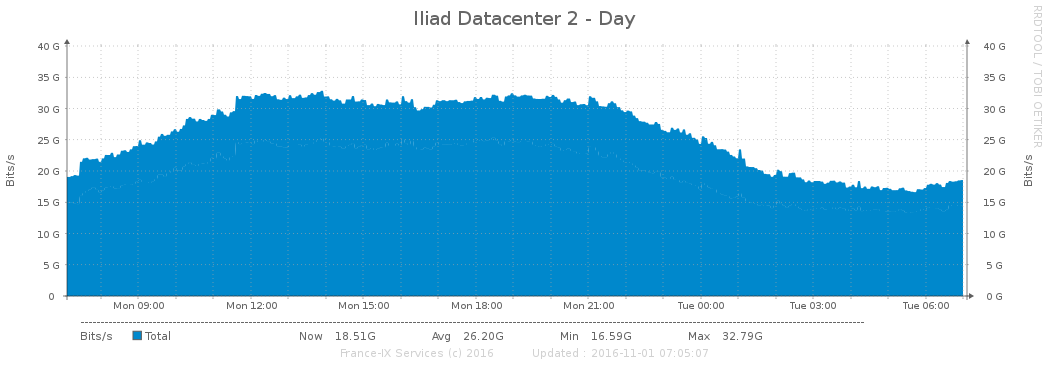 Iliad Datacenter 2 - Day
RRDTOOL / TOBI OETIKER
Bits/s
40 G 40 G
35 G 35 G
30 G 30 G
25 G 25 G
20 G 20 G
15 G 15 G
10 G 10 G
5 G 5 G
0 0 G
Bits/s
Mon 09:00 Mon 12:00 Mon 15:00 Mon 18:00 Mon 21:00 Tue 00:00 Tue 03:00 Tue 06:00
Bits/s Total Now 18.51G Avg 26.20G Min 16.59G Max 32.79G
France-IX Services (c) 2016 Updated : 2016-11-01 07:05:07